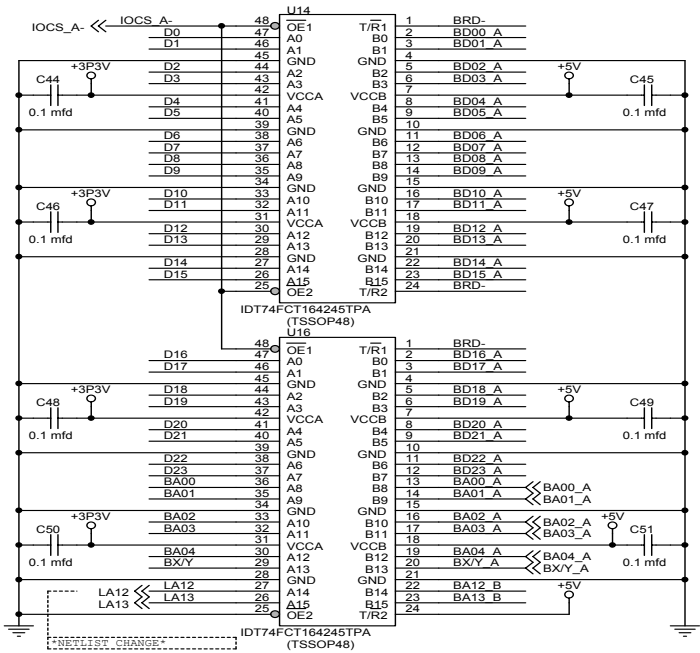 U14
IOCS_A- IOCS_A- 48 OE1 T/R1 1 BRD-
D0 47 A0 B0 2 BD00_A
D1 46 A1 B1 3 BD01_A
45 GND GND 4
D2 44 A2 B2 5 BD02_A
D3 43 A3 B3 6 BD03_A
+3P3V C44 0.1 mfd 42 VCCA VCCB 7 +5V C45 0.1 mfd
D4 41 A4 B4 8 BD04_A
D5 40 A5 B5 9 BD05_A
39 GND GND 10
D6 38 A6 B6 11 BD06_A
D7 37 A7 B7 12 BD07_A
D8 36 A8 B8 13 BD08_A
D9 35 A9 B9 14 BD09_A
34 GND GND 15
D10 33 A10 B10 16 BD10_A
D11 32 A11 B11 17 BD11_A
+3P3V C46 0.1 mfd 31 VCCA VCCB 18 +5V C47 0.1 mfd
D12 30 A12 B12 19 BD12_A
D13 29 A13 B13 20 BD13_A
28 GND GND 21
D14 27 A14 B14 22 BD14_A
D15 26 A15 B15 23 BD15_A
25 OE2 T/R2 24 BRD-
IDT74FCT164245TPA
(TSSOP48)
U16
48 OE1 T/R1 1 BRD-
D16 47 A0 B0 2 BD16_A
D17 46 A1 B1 3 BD17_A
45 GND GND 4
D18 44 A2 B2 5 BD18_A
D19 43 A3 B3 6 BD19_A
+3P3V C48 0.1 mfd 42 VCCA VCCB 7 +5V C49 0.1 mfd
D20 41 A4 B4 8 BD20_A
D21 40 A5 B5 9 BD21_A
39 GND GND 10
D22 38 A6 B6 11 BD22_A
D23 37 A7 B7 12 BD23_A
BA00 36 A8 B8 13 BA00_A BA00_A
BA01 35 A9 B9 14 BA01_A BA01_A
34 GND GND 15
BA02 33 A10 B10 16 BA02_A BA02_A
BA03 32 A11 B11 17 BA03_A BA03_A
+3P3V C50 0.1 mfd 31 VCCA VCCB 18 +5V C51 0.1 mfd
BA04 30 A12 B12 19 BA04_A BA04_A
BX/Y 29 A13 B13 20 BX/Y_A BX/Y_A
28 GND GND 21
LA12 LA12 27 A14 B14 22 BA12_B
LA13 LA13 26 A15 B15 23 BA13_B
25 OE2 T/R2 24 +5V
*NETLIST CHANGE*
IDT74FCT164245TPA
(TSSOP48)